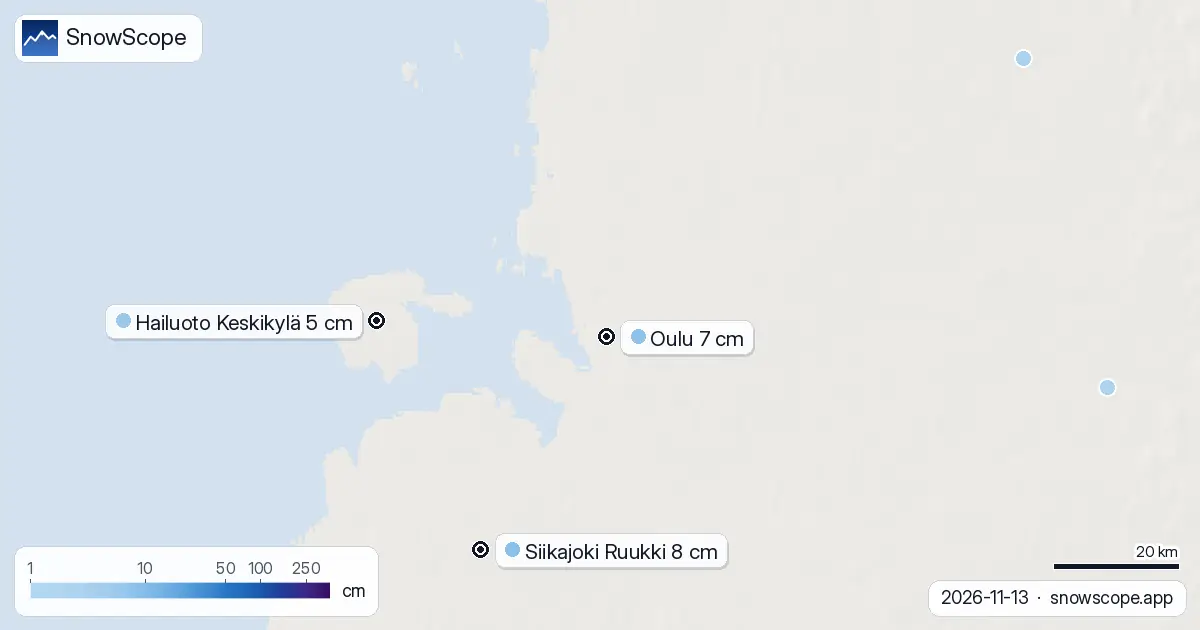 SnowScope
Hailuoto Keskikylä 5 cm
Oulu 7 cm
Siikajoki Ruukki 8 cm
1 10 50 100 250
cm
20 km
2026-11-13 · snowscope.app